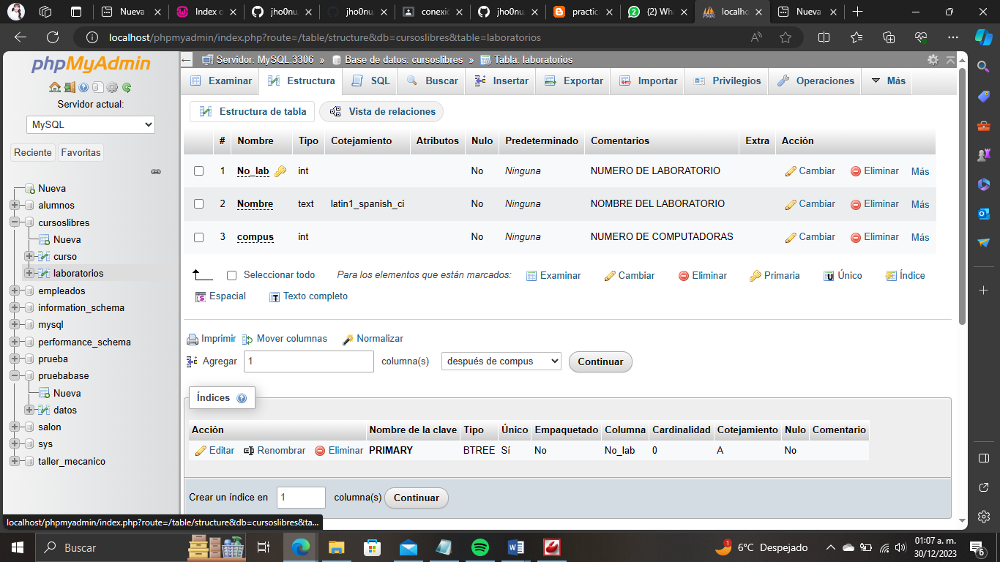 Nueva
Index o
jho0nu
jho0nu
conexió
jho0nu
practica
(2) Wha
localho
Nueva
localhost/phpmyadmin/index.php?route=/table/structure&db=cursoslibres&table=laboratorios
phpMyAdmin
Servidor actual:
MySQL
Reciente Favoritas
Nueva
alumnos
cursoslibres
Nueva
curso
laboratorios
empleados
information_schema
mysql
performance_schema
prueba
pruebabase
Nueva
datos
salon
sys
taller_mecanico
Servidor: MySQL:3306 » Base de datos: cursoslibres » Tabla: laboratorios
Examinar Estructura SQL Buscar Insertar Exportar Importar Privilegios Operaciones Más
Estructura de tabla Vista de relaciones
# Nombre Tipo Cotejamiento Atributos Nulo Predeterminado Comentarios Extra Acción
1 No_lab int No Ninguna NUMERO DE LABORATORIO Cambiar Eliminar Más
2 Nombre text latin1_spanish_ci No Ninguna NOMBRE DEL LABORATORIO Cambiar Eliminar Más
3 compus int No Ninguna NUMERO DE COMPUTADORAS Cambiar Eliminar Más
Seleccionar todo Para los elementos que están marcados: Examinar Cambiar Eliminar Primaria Único Índice
Espacial Texto completo
Imprimir Mover columnas Normalizar
Agregar 1 columna(s) después de compus Continuar
Índices
Acción Nombre de la clave Tipo Único Empaquetado Columna Cardinalidad Cotejamiento Nulo Comentario
Editar Renombrar Eliminar PRIMARY BTREE Sí No No_lab 0 A No
Crear un índice en 1 columna(s) Continuar
localhost/phpmyadmin/index.php?route=/table/structure&db=cursoslibres&ta...
Buscar
6°C Despejado
01:07 a. m.
30/12/2023
6